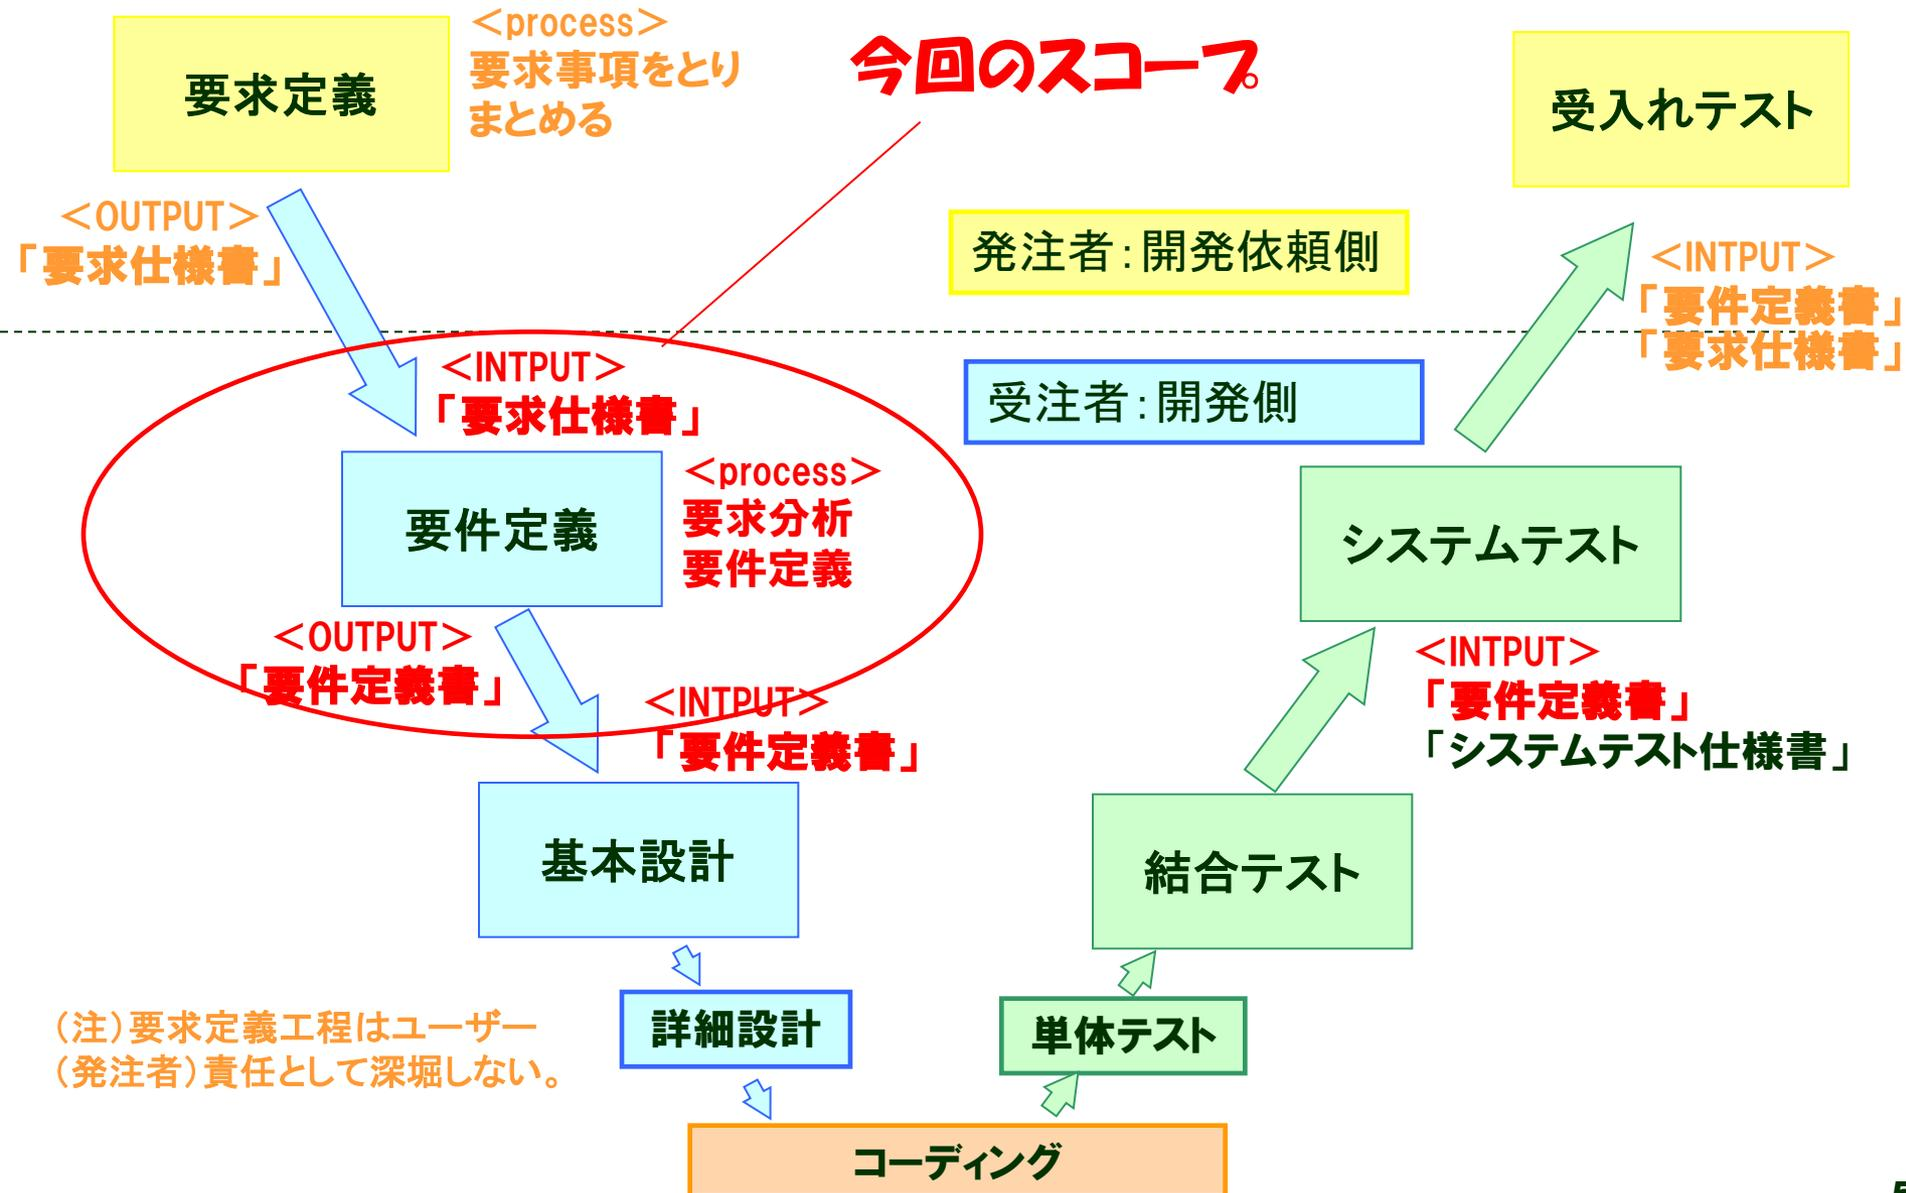 <process>
要求事項をとり
まとめる
要求定義
今回のスコープ
受入れテスト
<OUTPUT>
「要求仕様書」
発注者:開発依頼側
<INTPUT>
「要件定義書」
「要求仕様書」
<INTPUT>
「要求仕様書」
受注者:開発側
要件定義
<process>
要求分析
要件定義
システムテスト
<OUTPUT>
「要件定義書」
<INTPUT>
「要件定義書」
<INTPUT>
「要件定義書」
「システムテスト仕様書」
基本設計
結合テスト
(注)要求定義工程はユーザー
(発注者)責任として深堀しない。
詳細設計
単体テスト
コーディング